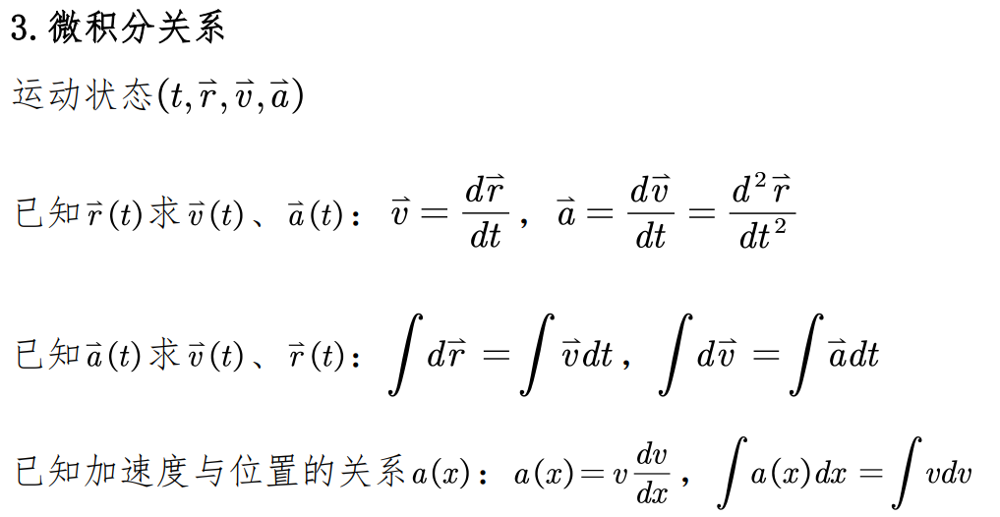 3. 微积分关系
运动状态$(t,\vec{r},\vec{v},\vec{a})$
已知$\vec{r}(t)$求$\vec{v}(t)$、$\vec{a}(t)$:$\vec{v}=\frac{d\vec{r}}{dt}$,$\vec{a}=\frac{d\vec{v}}{dt}=\frac{d^2\vec{r}}{dt^2}$
已知$\vec{a}(t)$求$\vec{v}(t)$、$\vec{r}(t)$:$\int d\vec{r}=\int \vec{v}dt$,$\int d\vec{v}=\int \vec{a}dt$
已知加速度与位置的关系$a(x)$:$a(x)=v\frac{dv}{dx}$,$\int a(x)dx=\int vdv$